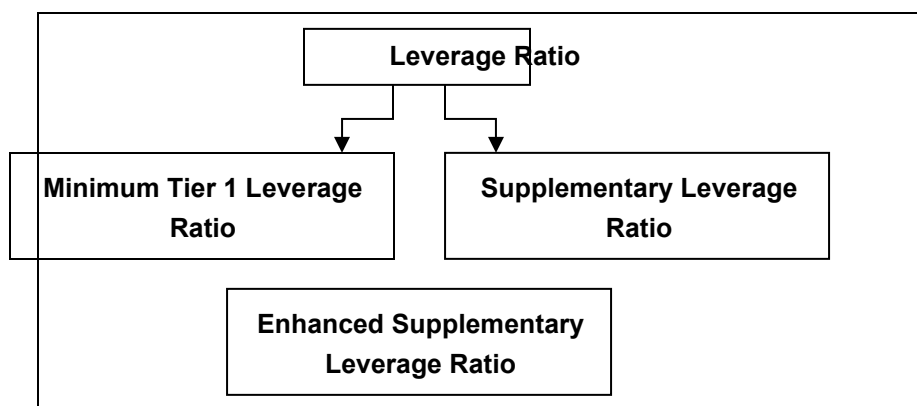 Leverage Ratio
Minimum Tier 1 Leverage
Ratio
Supplementary Leverage
Ratio
Enhanced Supplementary
Leverage Ratio